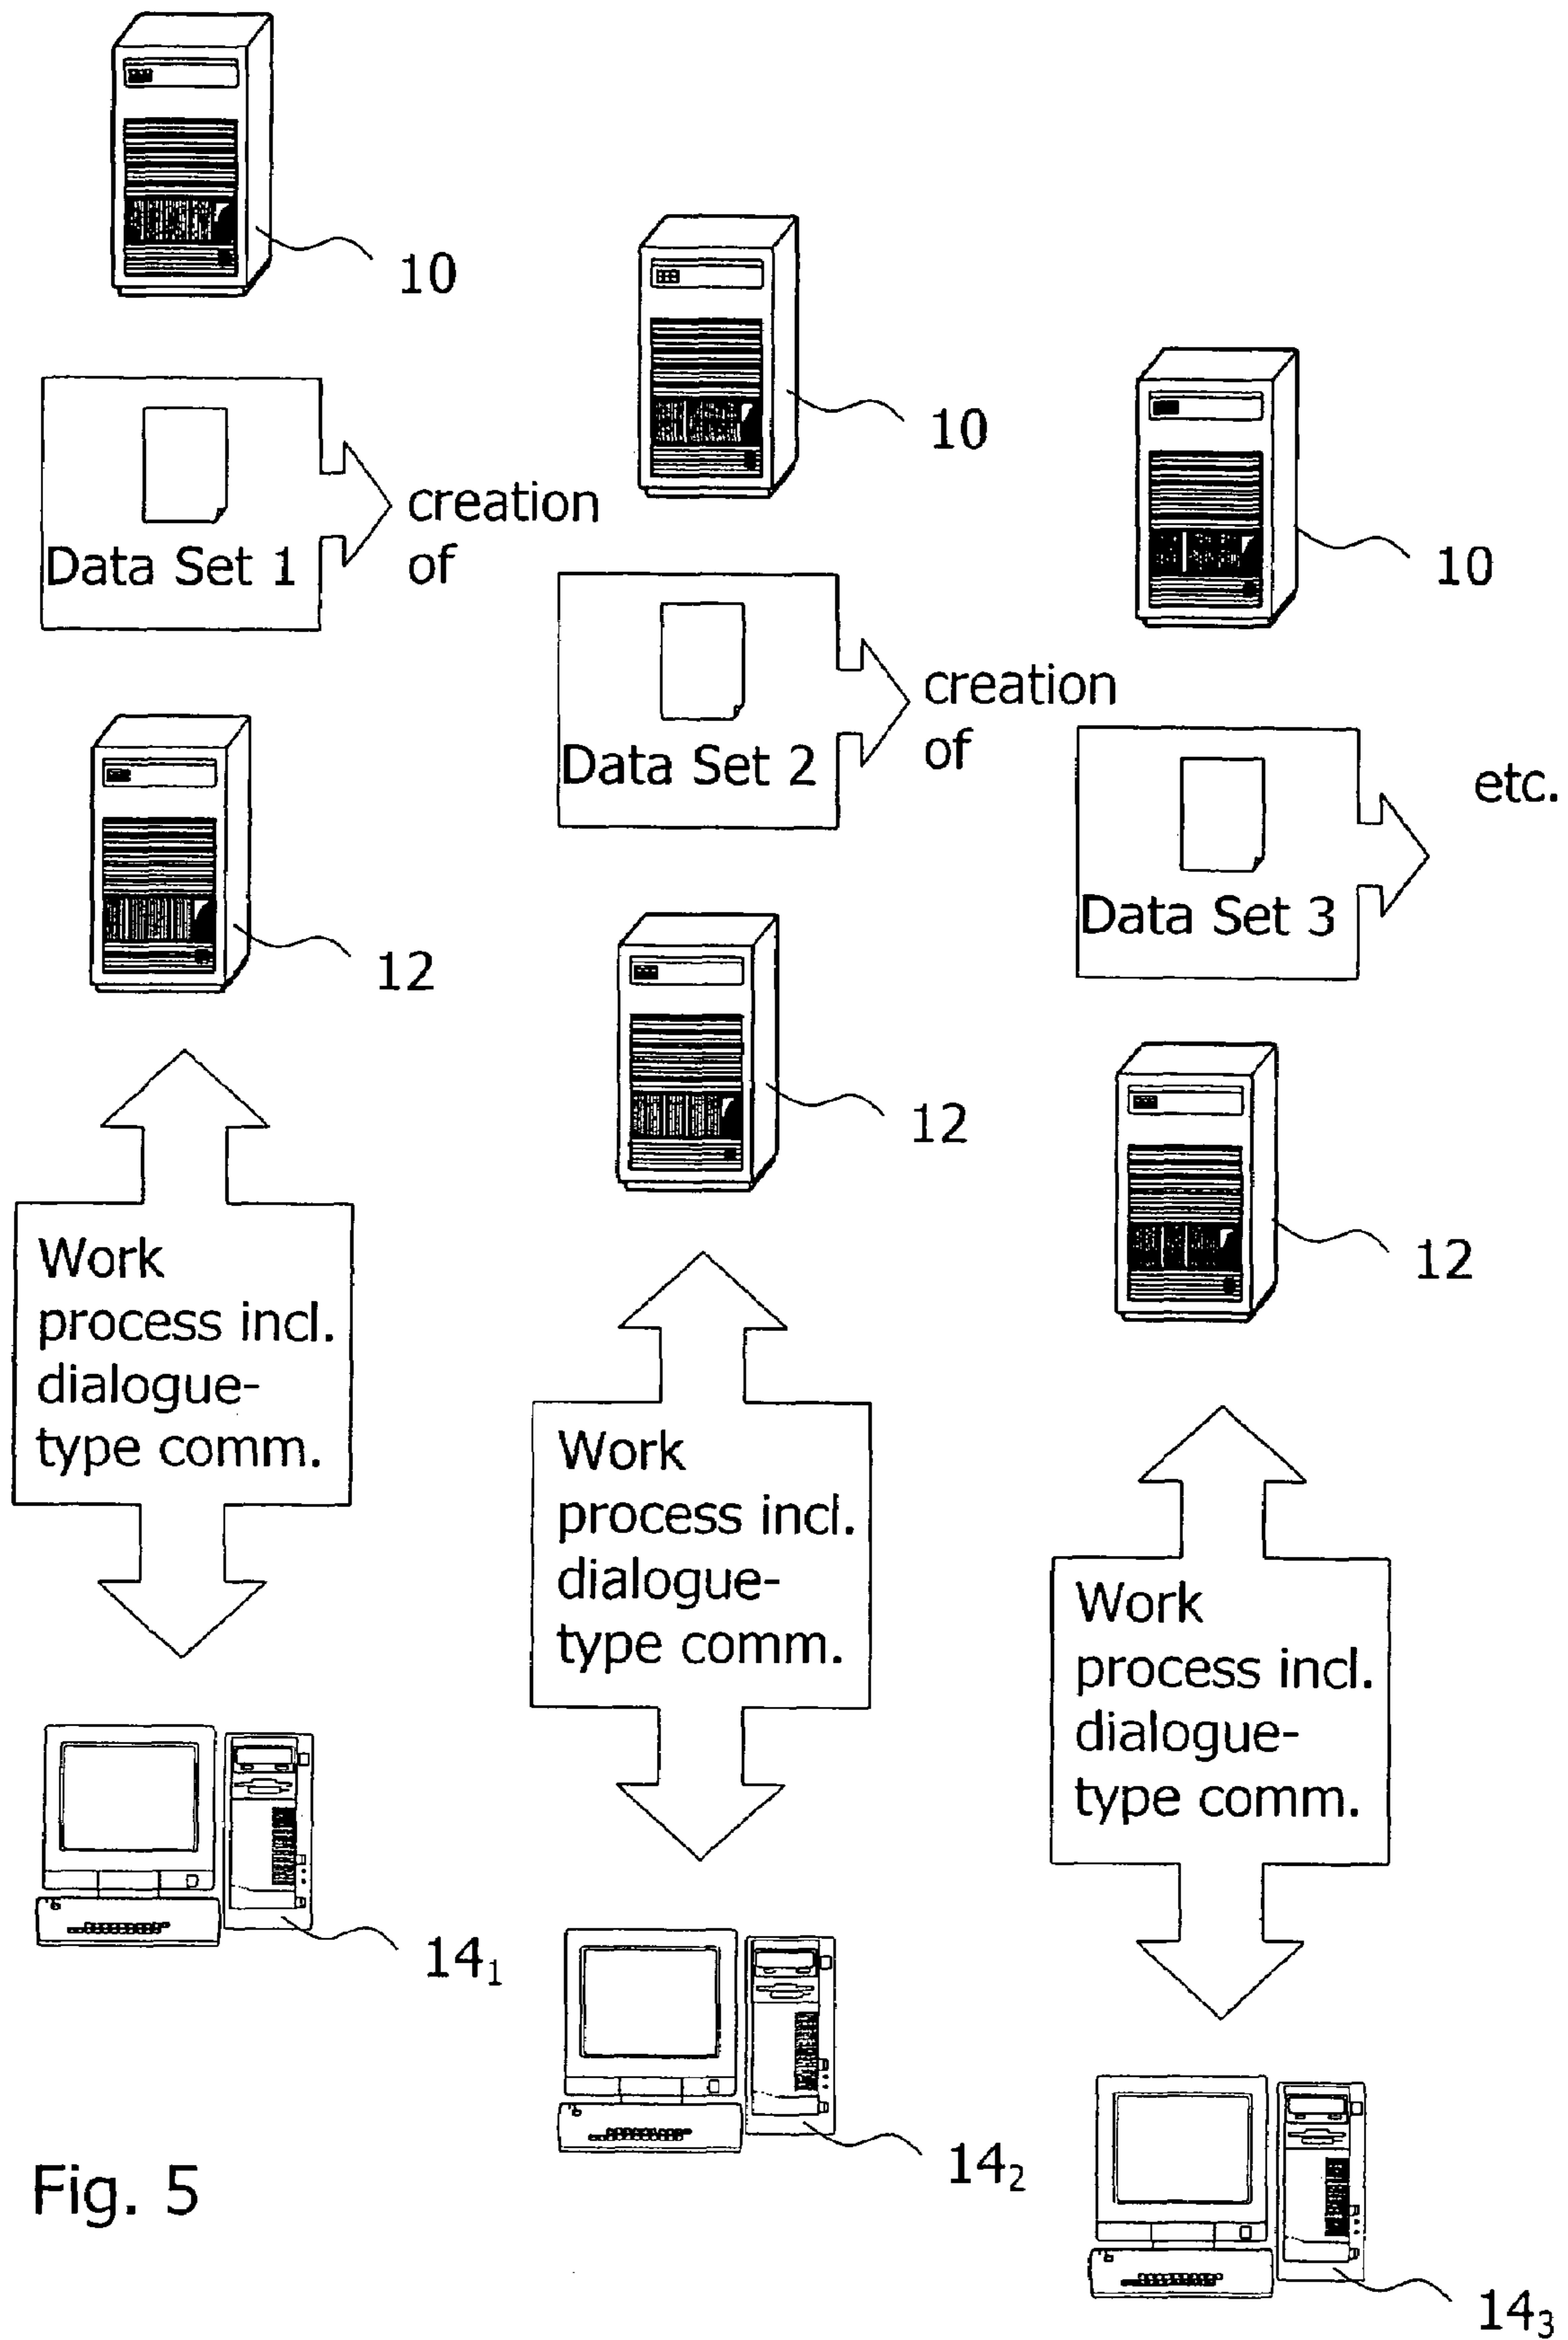 10
10
10
creation
of
Data Set 1
creation
of
Data Set 2
etc.
Data Set 3
12
12
12
Work
process incl.
dialogue-
type comm.
Work
process incl.
dialogue-
type comm.
Work
process incl.
dialogue-
type comm.
14₁
14₂
14₃
Fig. 5